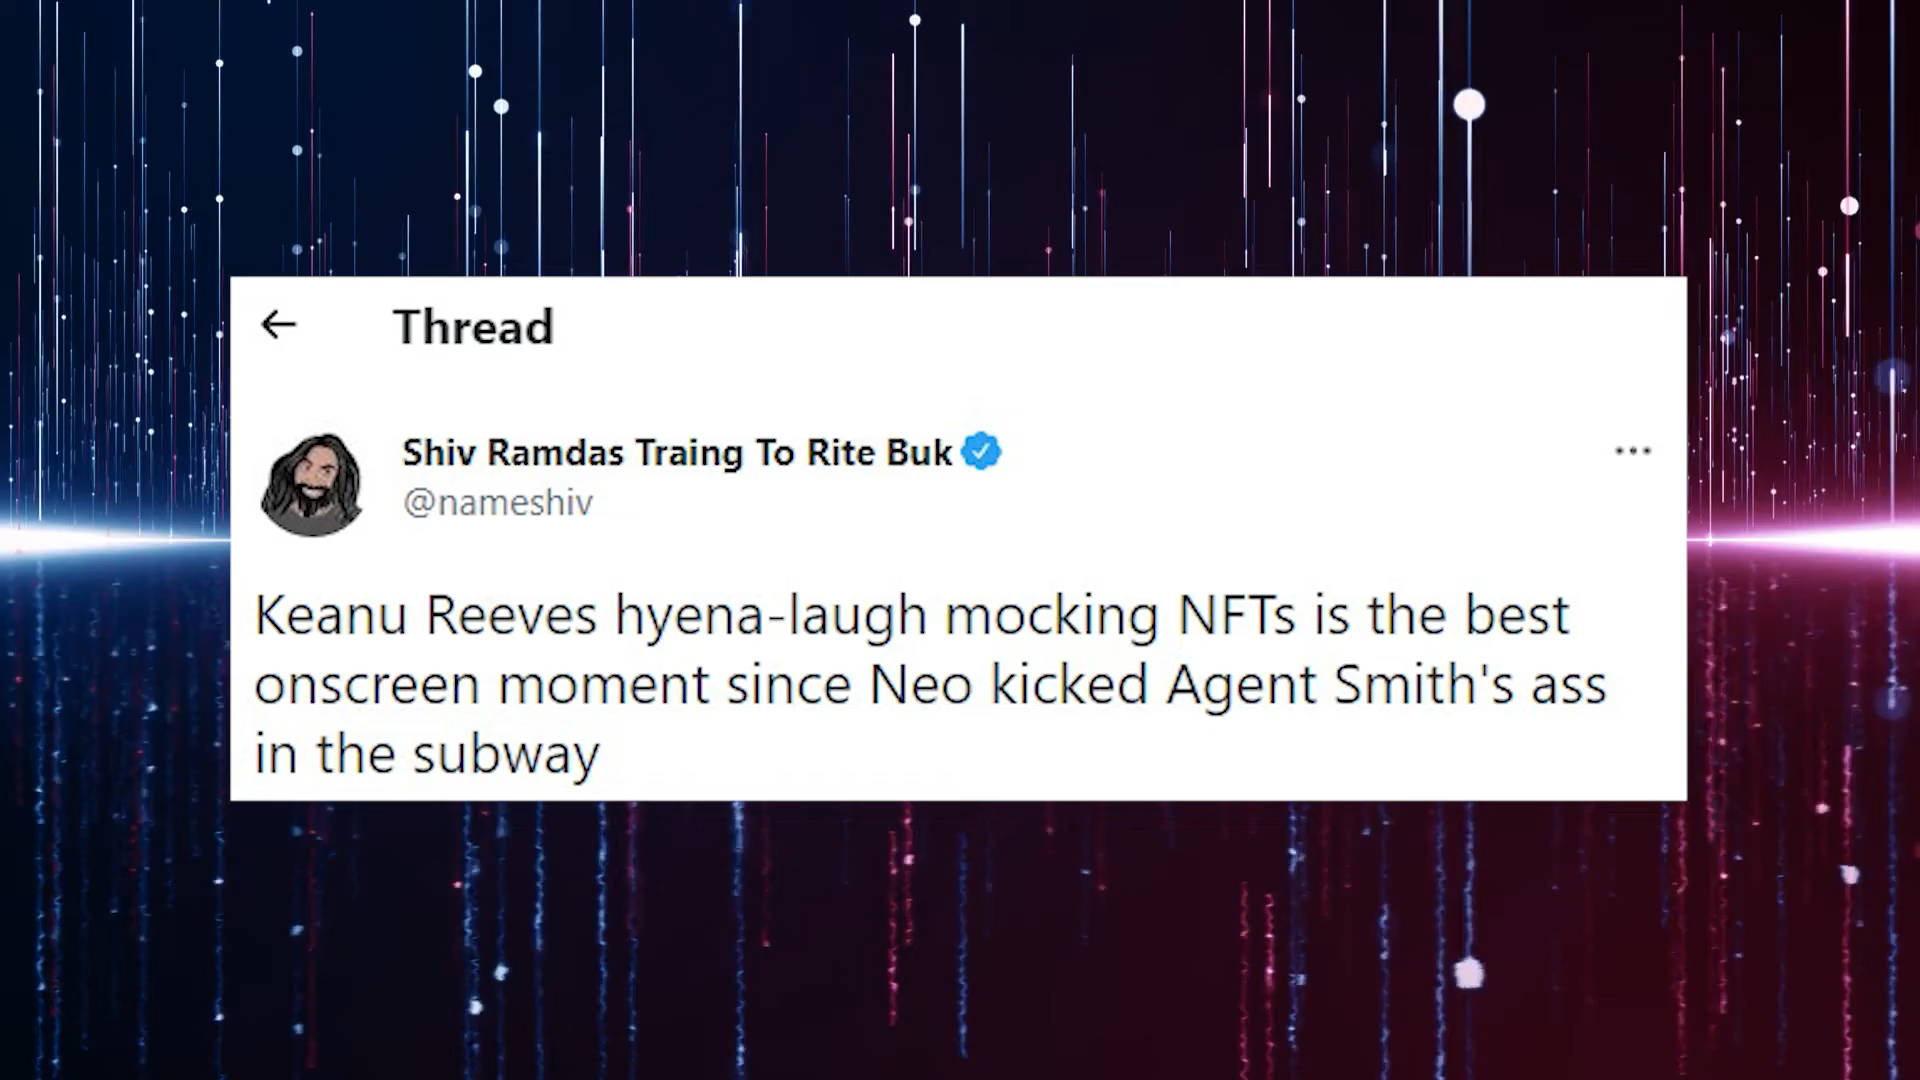 Thread
Shiv Ramdas Traing To Rite Buk
@nameshiv
Keanu Reeves hyena-laugh mocking NFTs is the best
onscreen moment since Neo kicked Agent Smith's ass
in the subway